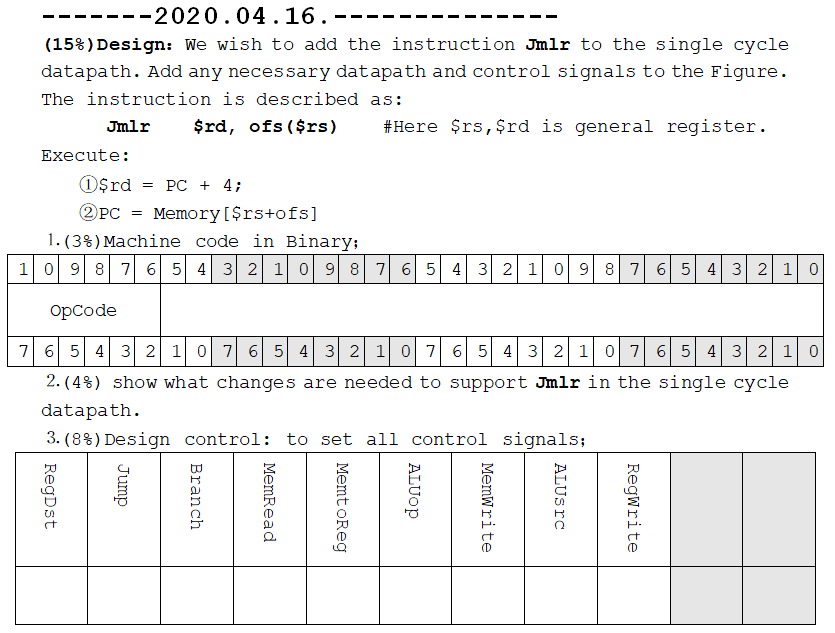 -------2020.04.16.--------------
(15%)Design: We wish to add the instruction Jmlr to the single cycle
datapath. Add any necessary datapath and control signals to the Figure.
The instruction is described as:
Jmlr $rd, ofs($rs) #Here $rs,$rd is general register.
Execute:
①$rd = PC + 4;
②PC = Memory[$rs+ofs]
1.(3%)Machine code in Binary;
1 0 9 8 7 6 5 4 3 2 1 0 9 8 7 6 5 4 3 2 1 0 9 8 7 6 5 4 3 2 1 0
OpCode
7 6 5 4 3 2 1 0 7 6 5 4 3 2 1 0 7 6 5 4 3 2 1 0 7 6 5 4 3 2 1 0
2.(4%) show what changes are needed to support Jmlr in the single cycle
datapath.
3.(8%)Design control: to set all control signals;
RegDst Jump Branch MemRead MemtoReg ALUop MemWrite ALUsrc RegWrite